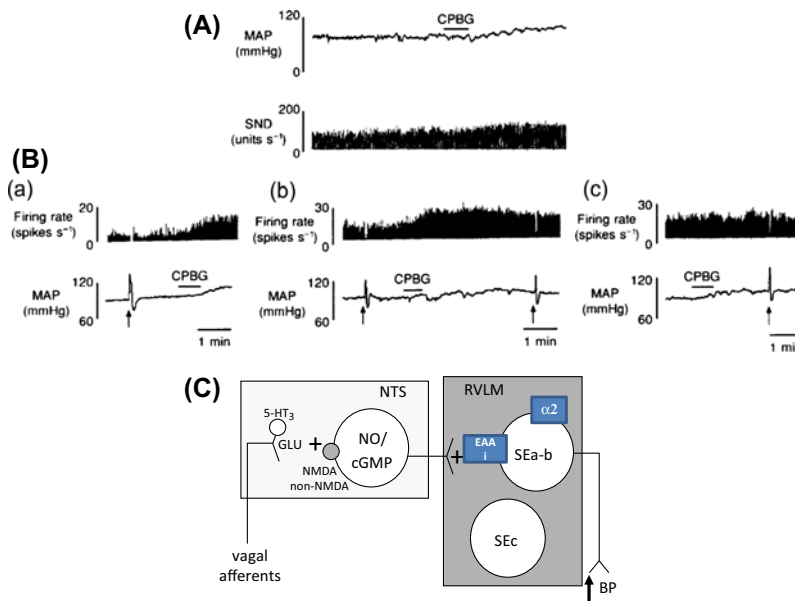 (A)
MAP
(mmHg)
120
0
CPBG
SND
(units s⁻¹)
200
0
(B)
(a)
Firing rate
(spikes s⁻¹)
20
0
MAP
(mmHg)
120
60
CPBG
1 min
(b)
Firing rate
(spikes s⁻¹)
30
0
MAP
(mmHg)
120
60
CPBG
1 min
(c)
Firing rate
(spikes s⁻¹)
30
0
MAP
(mmHg)
120
60
CPBG
1 min
(C)
NTS
5-HT₃
GLU
+
NO/
cGMP
NMDA
non-NMDA
vagal
afferents
RVLM
α2
+
EAA
i
SEa-b
SEc
BP